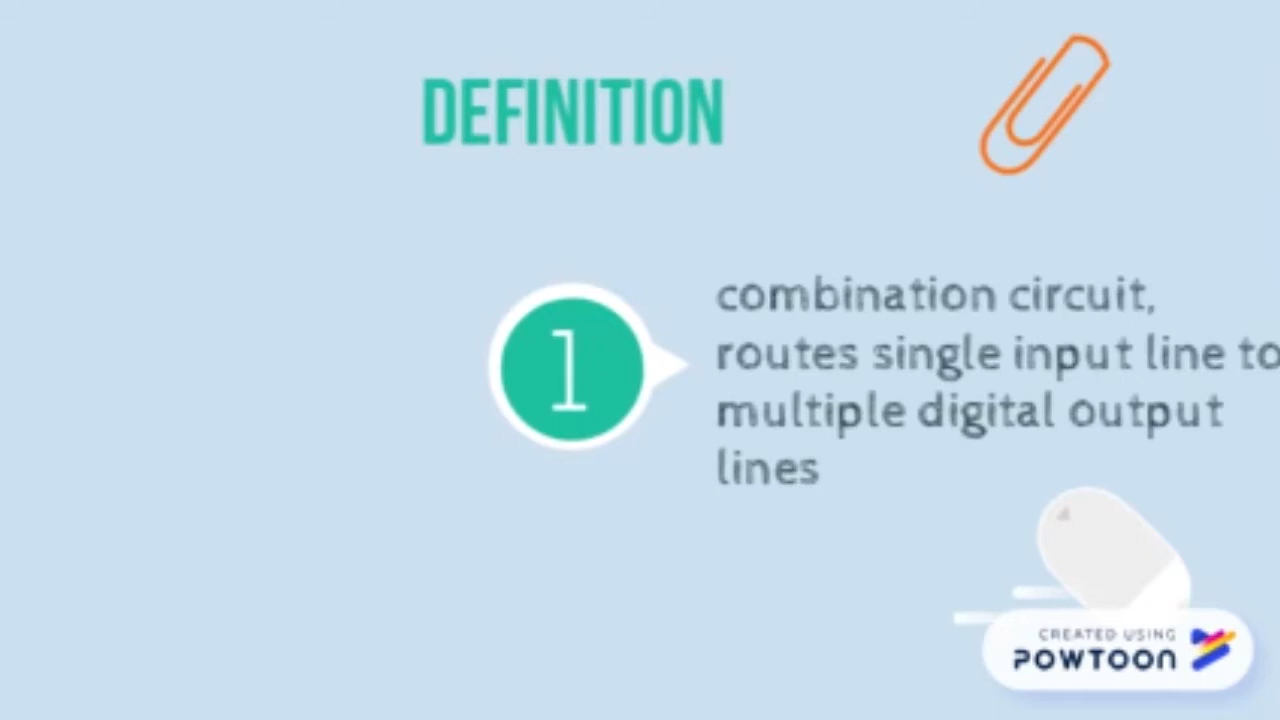 DEFINITION
1
combination circuit,
routes single input line to
multiple digital output
lines
CREATED USING
POWTOON